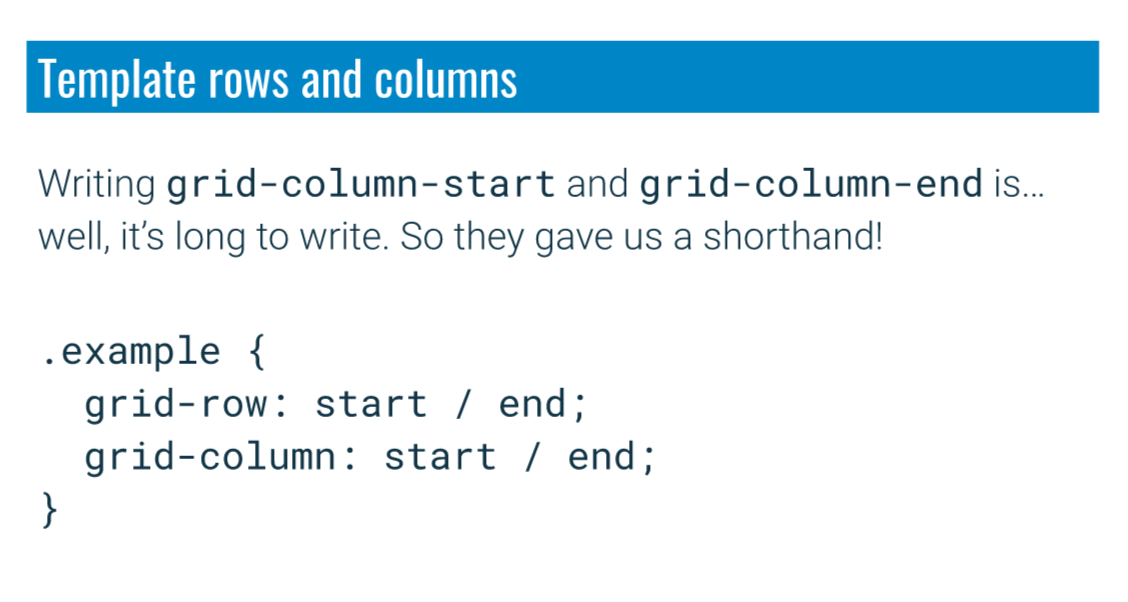 Template rows and columns
Writing grid-column-start and grid-column-end is…
well, it’s long to write. So they gave us a shorthand!
.example {
  grid-row: start / end;
  grid-column: start / end;
}